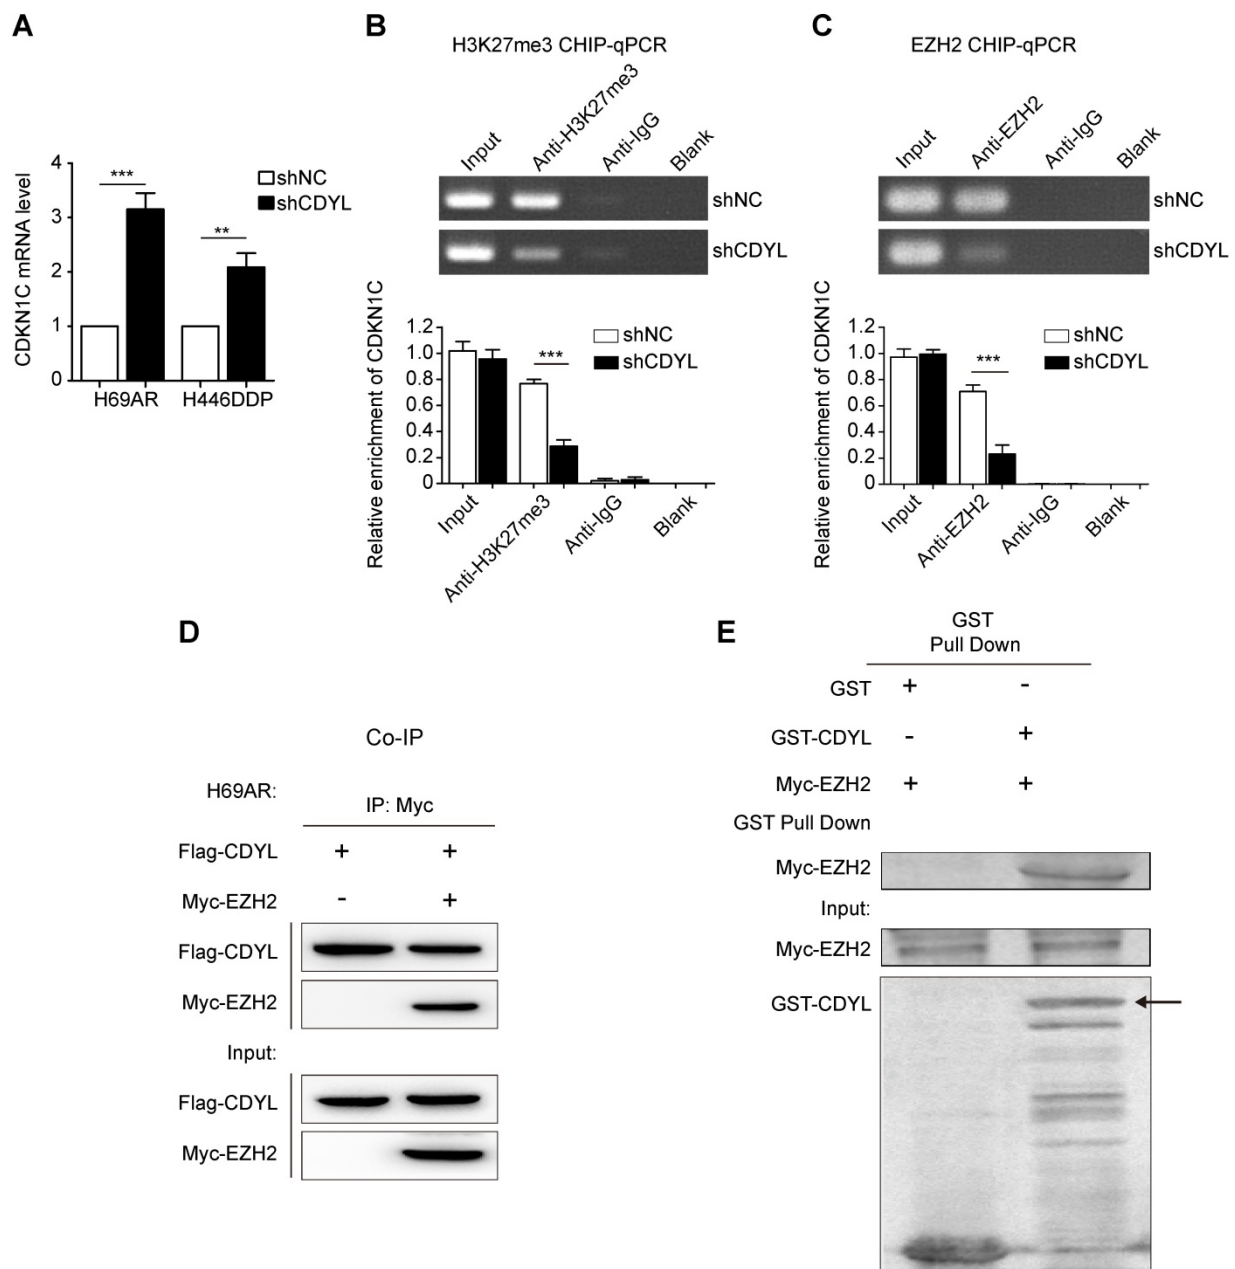 A
CDKN1C mRNA level
4
3
2
1
0
***
**
shNC
shCDYL
H69AR
H446DDP
B
H3K27me3 CHIP-qPCR
Input
Anti-H3K27me3
Anti-IgG
Blank
shNC
shCDYL
Relative enrichment of CDKN1C
1.2
1.0
0.8
0.6
0.4
0.2
0
***
shNC
shCDYL
Input
Anti-H3K27me3
Anti-IgG
Blank
C
EZH2 CHIP-qPCR
Input
Anti-EZH2
Anti-IgG
Blank
shNC
shCDYL
Relative enrichment of CDKN1C
1.2
1.0
0.8
0.6
0.4
0.2
0
***
shNC
shCDYL
Input
Anti-EZH2
Anti-IgG
Blank
D
Co-IP
H69AR:
IP: Myc
Flag-CDYL + +
Myc-EZH2 - +
Flag-CDYL
Myc-EZH2
Input:
Flag-CDYL
Myc-EZH2
E
GST
Pull Down
GST + -
GST-CDYL - +
Myc-EZH2 + +
GST Pull Down
Myc-EZH2
Input:
Myc-EZH2
GST-CDYL